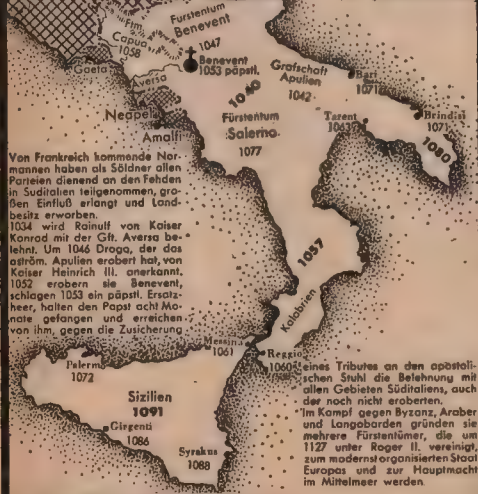 Fürstentum
Benevent
Ftm
Capua
1058
1047
Benevent
1053 päpstl.
Gaeta
Aversa
Grafschaft
Apulien
1042
Bari
1071
1040
Neapel
Fürstentum
Salerno
1077
Tarent
1063
Brindisi
1071
Amalfi
1080
Von Frankreich kommende Nor-
mannen haben als Söldner allen
Parteien dienend an den Fehden
in Süditalien teilgenommen, gro-
ßen Einfluß erlangt und Land-
besitz erworben.
1034 wird Rainulf von Kaiser
Konrad mit der Gft. Aversa be-
lehnt. Um 1046 Drogo, der das
oström. Apulien erobert hat, von
Kaiser Heinrich III. anerkannt.
1052 erobern sie Benevent,
schlagen 1053 ein päpstl. Ersatz-
heer, halten den Papst acht Mo-
nate gefangen und erreichen
von ihm, gegen die Zusicherung
1057
Kalabrien
Messina
1061
Reggio
1060
Palermo
1072
Sizilien
1091
Girgenti
1086
Syrakus
1088
eines Tributes an den apostoli-
schen Stuhl die Belehnung mit
allen Gebieten Süditaliens, auch
der noch nicht eroberten.
Im Kampf gegen Byzanz, Araber
und Langobarden gründen sie
mehrere Fürstentümer, die um
1127 unter Roger II. vereinigt,
zum modernst organisierten Staat
Europas und zur Hauptmacht
im Mittelmeer werden.